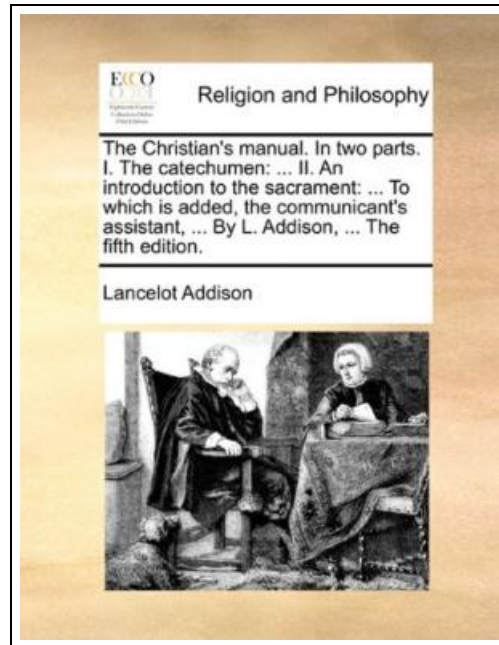 ECCO
Religion and Philosophy
The Christian's manual. In two parts.
I. The catechumen: ... II. An
introduction to the sacrament: ... To
which is added, the communicant's
assistant, ... By L. Addison, ... The
fifth edition.
Lancelot Addison